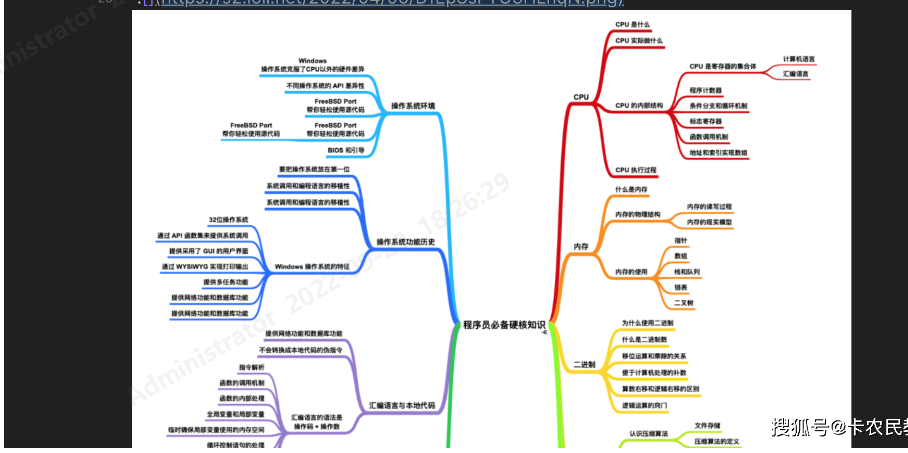 :[](https://s2.loli.net/2022/04/06/
程序员必备硬核知识
CPU
CPU 是什么
CPU 实际做什么
CPU 的内部结构
CPU 是寄存器的集合体
计算机语言
汇编语言
程序计数器
条件分支和循环机制
标志寄存器
函数调用机制
地址和索引实现数组
CPU 执行过程
内存
什么是内存
内存的物理结构
内存的读写过程
内存的现实模型
内存的使用
指针
数组
栈和队列
链表
二叉树
二进制
为什么使用二进制
什么是二进制数
移位运算和乘除的关系
便于计算机处理的补数
算数右移和逻辑右移的区别
逻辑运算的窍门
认识压缩算法
文件存储
压缩算法的定义
操作系统环境
Windows
操作系统克服了CPU以外的硬件差异
不同操作系统的 API 差异性
FreeBSD Port
帮你轻松使用源代码
FreeBSD Port
帮你轻松使用源代码
FreeBSD Port
帮你轻松使用源代码
BIOS 和引导
操作系统功能历史
要把操作系统放在第一位
系统调用和编程语言的移植性
系统调用和编程语言的移植性
Windows 操作系统的特征
32位操作系统
通过 API 函数集来提供系统调用
提供采用了 GUI 的用户界面
通过 WYSIWYG 实现打印输出
提供多任务功能
提供网络功能和数据库功能
提供网络功能和数据库功能
汇编语言与本地代码
提供网络功能和数据库功能
不会转换成本地代码的伪指令
汇编语言的语法是
操作码 + 操作数
指令解析
函数的调用机制
函数的内部处理
全局变量和局部变量
临时确保局部变量使用的内存空间
循环控制语句的处理
搜狐号@卡农民教